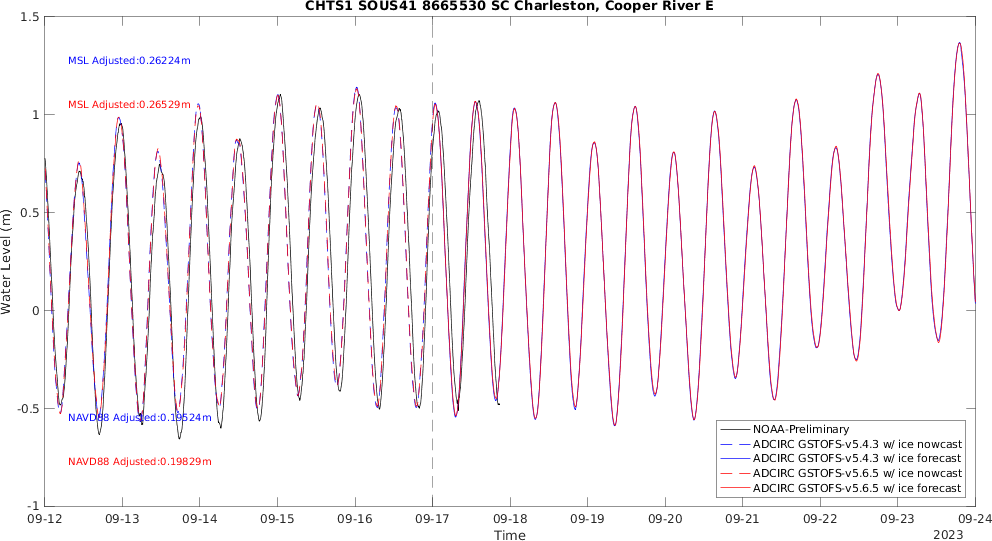 CHTS1 SOUS41 8665530 SC Charleston, Cooper River E
1.5
MSL Adjusted:0.26224m
MSL Adjusted:0.26529m
1
0.5
Water Level (m)
0
-0.5
NAVD88 Adjusted:0.19524m
NAVD88 Adjusted:0.19829m
-1
NOAA-Preliminary
ADCIRC GSTOFS-v5.4.3 w/ ice nowcast
ADCIRC GSTOFS-v5.4.3 w/ ice forecast
ADCIRC GSTOFS-v5.6.5 w/ ice nowcast
ADCIRC GSTOFS-v5.6.5 w/ ice forecast
09-12 09-13 09-14 09-15 09-16 09-17 09-18 09-19 09-20 09-21 09-22 09-23 09-24
Time
2023